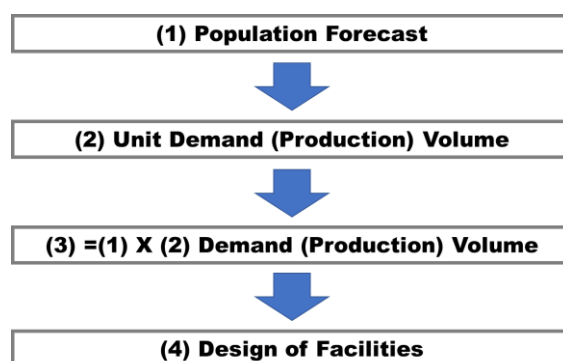 (1) Population Forecast
(2) Unit Demand (Production) Volume
(3) =(1) X (2) Demand (Production) Volume
(4) Design of Facilities